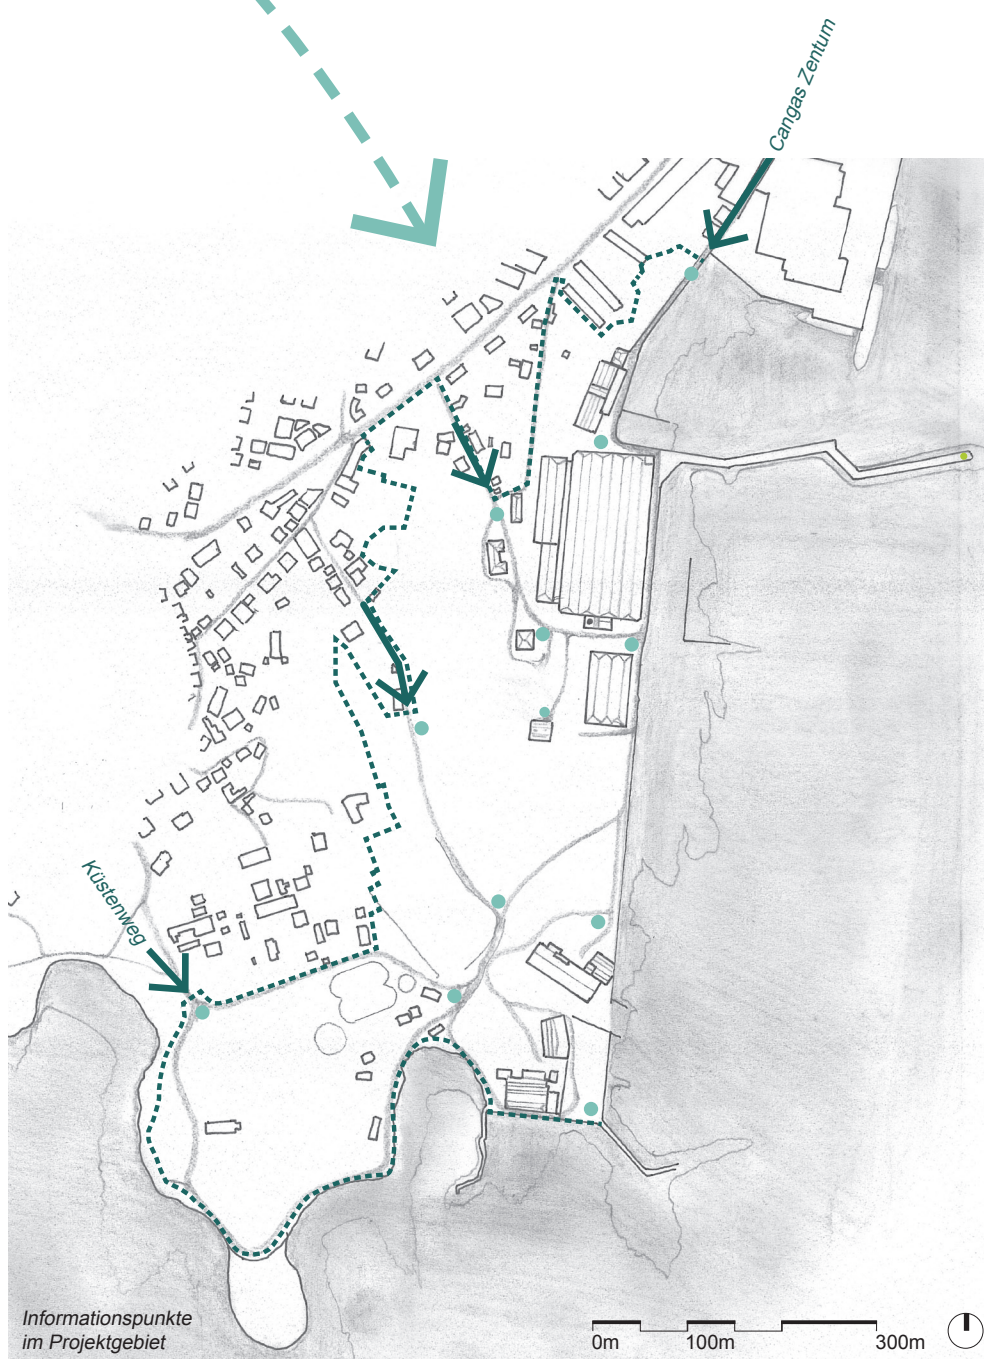 Cangas Zentum
Küstenweg
Informationspunkte
im Projektgebiet
0m 100m 300m